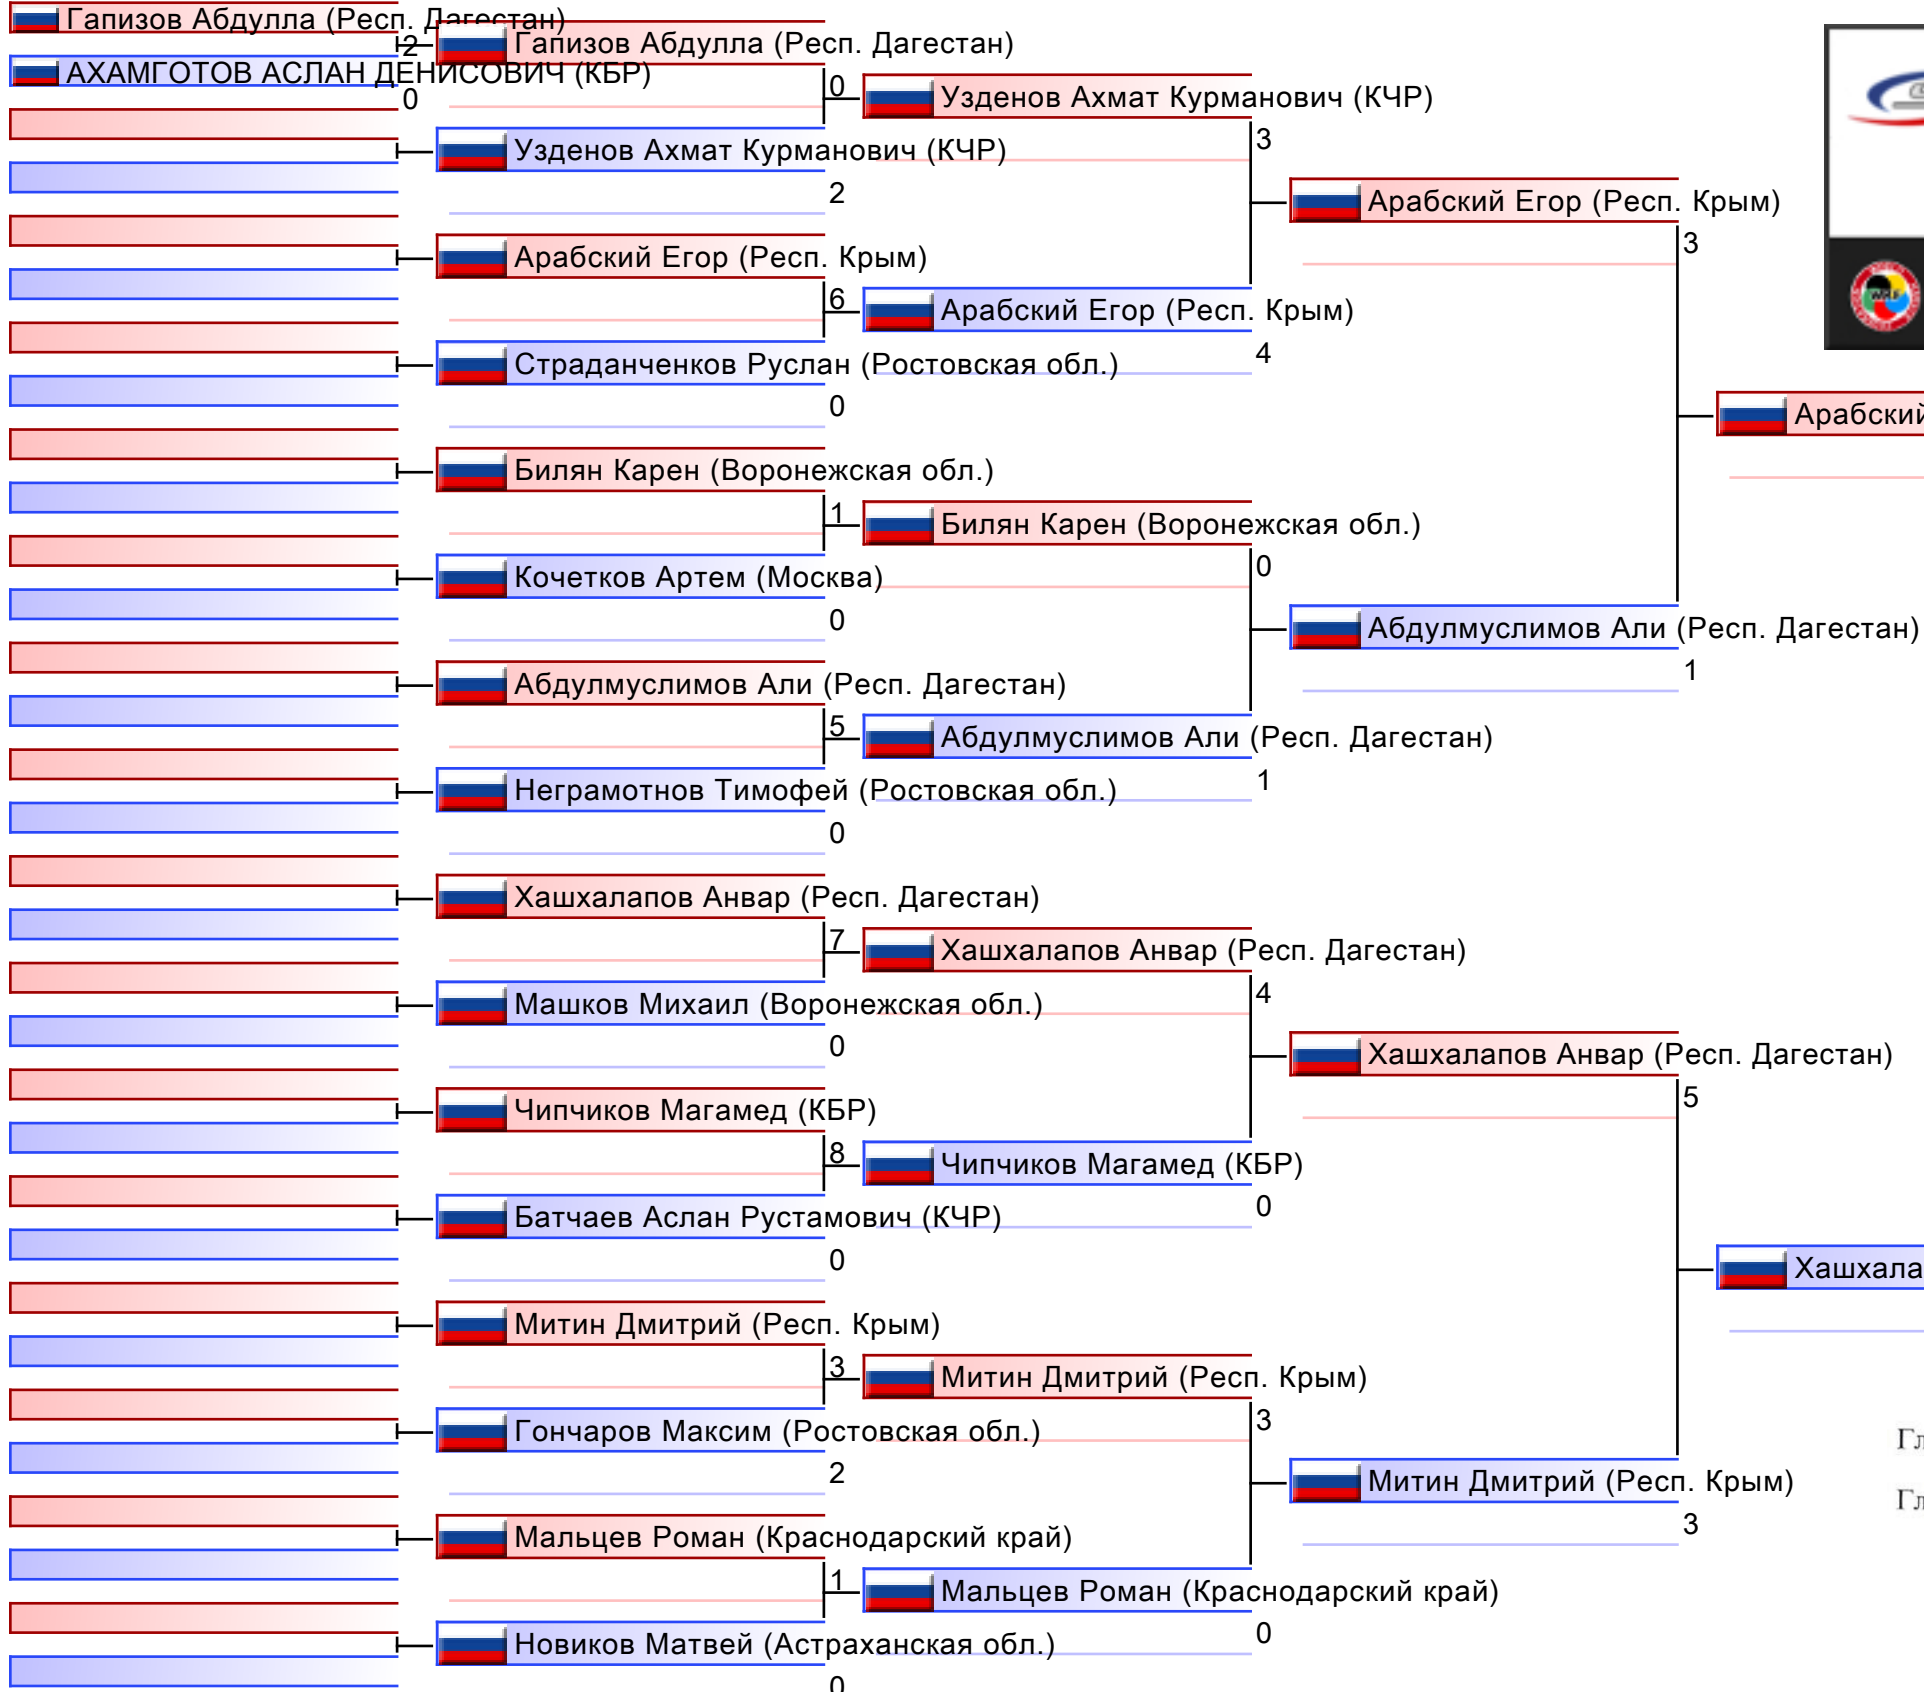 Гапизов Абдулла (Респ. Дагестан)
2
АХАМГОТОВ АСЛАН ДЕНИСОВИЧ (КБР)
0
Гапизов Абдулла (Респ. Дагестан)
0
Узденов Ахмат Курманович (КЧР)
2
Арабский Егор (Респ. Крым)
6
Страданченков Руслан (Ростовская обл.)
0
Билян Карен (Воронежская обл.)
1
Кочетков Артем (Москва)
0
Абдулмуслимов Али (Респ. Дагестан)
5
Неграмотнов Тимофей (Ростовская обл.)
0
Хашхалапов Анвар (Респ. Дагестан)
7
Машков Михаил (Воронежская обл.)
0
Чипчиков Магамед (КБР)
8
Батчаев Аслан Рустамович (КЧР)
0
Митин Дмитрий (Респ. Крым)
3
Гончаров Максим (Ростовская обл.)
2
Мальцев Роман (Краснодарский край)
1
Новиков Матвей (Астраханская обл.)
0
Узденов Ахмат Курманович (КЧР)
3
Арабский Егор (Респ. Крым)
4
Билян Карен (Воронежская обл.)
0
Абдулмуслимов Али (Респ. Дагестан)
1
Хашхалапов Анвар (Респ. Дагестан)
4
Чипчиков Магамед (КБР)
0
Митин Дмитрий (Респ. Крым)
3
Мальцев Роман (Краснодарский край)
0
Арабский Егор (Респ. Крым)
3
Абдулмуслимов Али (Респ. Дагестан)
1
Хашхалапов Анвар (Респ. Дагестан)
5
Митин Дмитрий (Респ. Крым)
3
Арабский
Хашхала
Гл
Гл